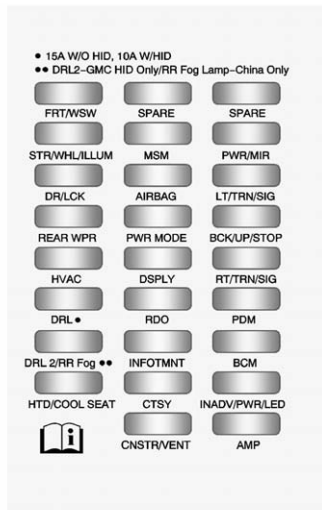 • 15A W/O HID, 10A W/HID
•• DRL2-GMC HID Only/RR Fog Lamp-China Only
FRT/WSW SPARE SPARE
STR/WHL/ILLUM MSM PWR/MIR
DR/LCK AIRBAG LT/TRN/SIG
REAR WPR PWR MODE BCK/UP/STOP
HVAC DSPLY RT/TRN/SIG
DRL • RDO PDM
DRL 2/RR Fog •• INFOTMNT BCM
HTD/COOL SEAT CTSY INADV/PWR/LED
CNSTR/VENT AMP